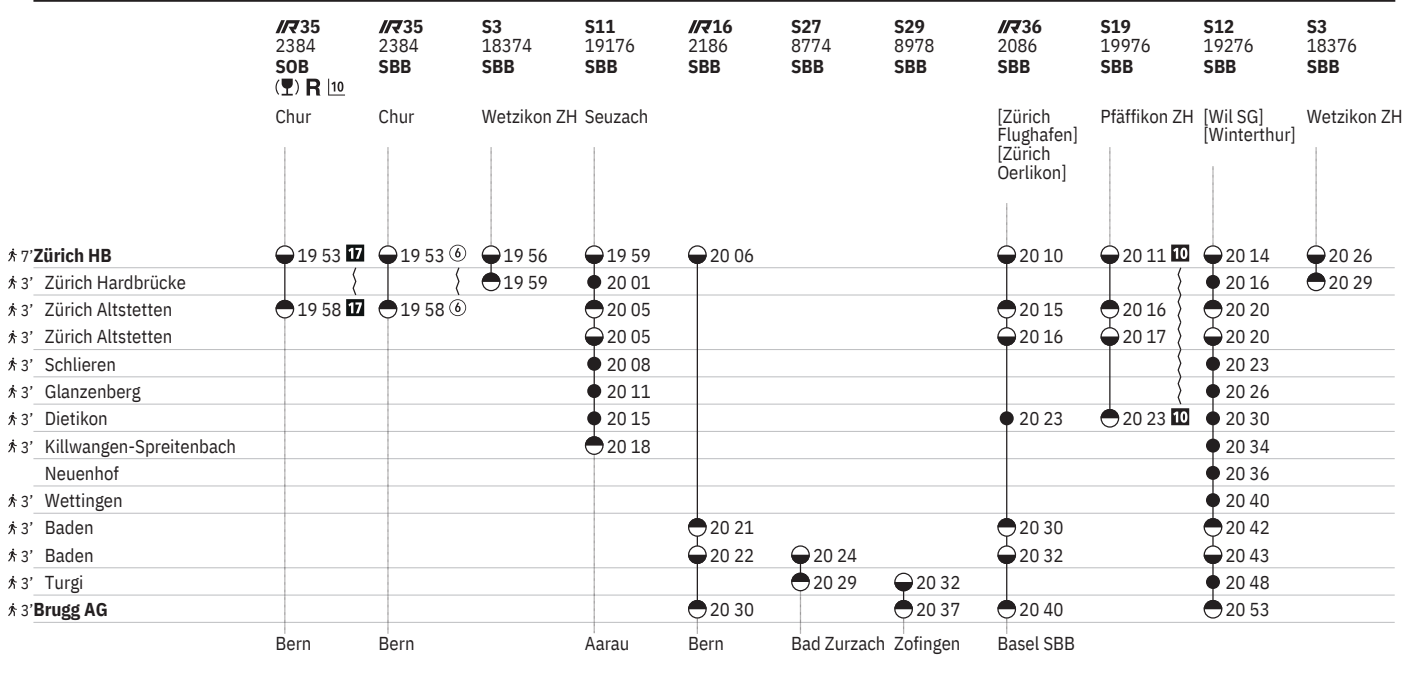 IR35 IR35 S3 S11 IR16 S27 S29 IR36 S19 S12 S3
2384 2384 18374 19176 2186 8774 8978 2086 19976 19276 18376
SOB SBB SBB SBB SBB SBB SBB SBB SBB SBB SBB
R 10
Chur Chur Wetzikon ZH Seuzach [Zürich Pfäffikon ZH [Wil SG] Wetzikon ZH
Flughafen] [Winterthur]
[Zürich
Oerlikon]
7' Zürich HB 19 53 17 19 53 6 19 56 19 59 20 06 20 10 20 11 10 20 14 20 26
3' Zürich Hardbrücke 19 59 20 01 20 16 20 29
3' Zürich Altstetten 19 58 17 19 58 6 20 05 20 15 20 16 20 20
3' Zürich Altstetten 20 05 20 16 20 17 20 20
3' Schlieren 20 08 20 23
3' Glanzenberg 20 11 20 26
3' Dietikon 20 15 20 23 20 23 10 20 30
3' Killwangen-Spreitenbach 20 18 20 34
Neuenhof 20 36
3' Wettingen 20 40
3' Baden 20 21 20 30 20 42
3' Baden 20 22 20 24 20 32 20 43
3' Turgi 20 29 20 32 20 48
3' Brugg AG 20 30 20 37 20 40 20 53
Bern Bern Aarau Bern Bad Zurzach Zofingen Basel SBB